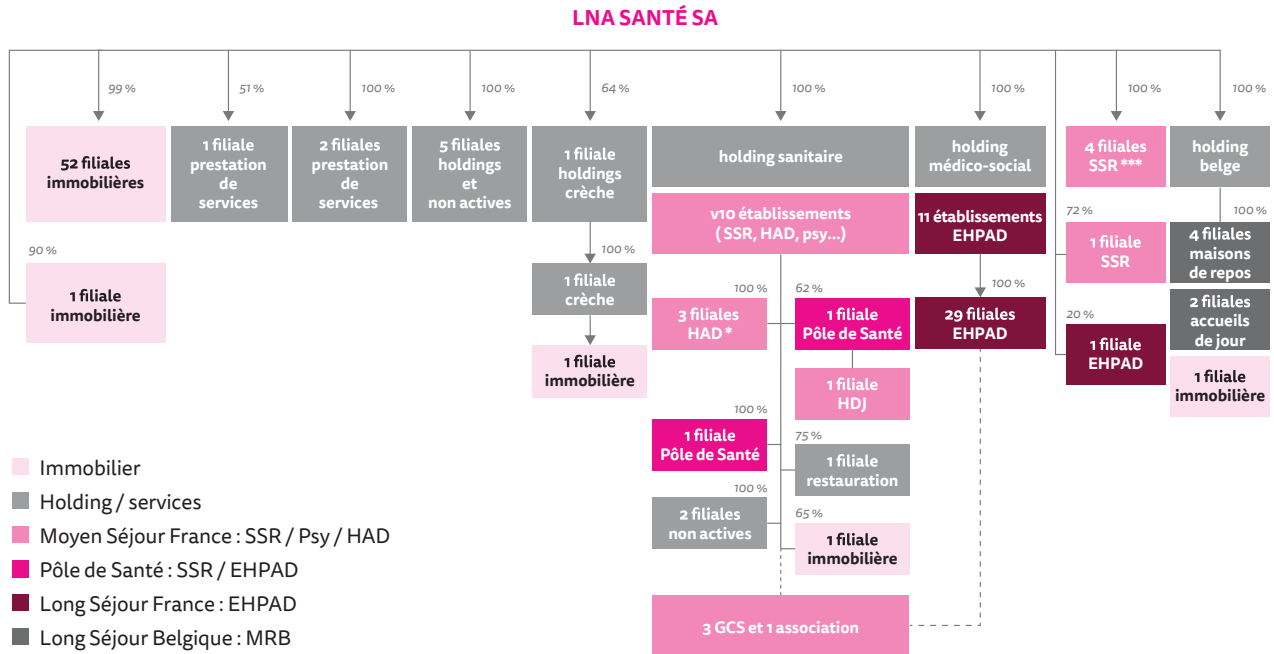 LNA SANTÉ SA
99 %
51 %
100 %
100 %
64 %
100 %
100 %
100 %
100 %
52 filiales
immobilières
1 filiale
prestation
de
services
2 filiales
prestation
de
services
5 filiales
holdings
et
non actives
1 filiale
holdings
crèche
holding sanitaire
holding
médico-social
4 filiales
SSR ***
holding
belge
v10 établissements
( SSR, HAD, psy...)
11 établissements
EHPAD
72 %
1 filiale
SSR
100 %
4 filiales
maisons
de repos
90 %
1 filiale
immobilière
100 %
1 filiale
crèche
100 %
3 filiales
HAD *
62 %
1 filiale
Pôle de Santé
100 %
29 filiales
EHPAD
20 %
1 filiale
EHPAD
2 filiales
accueils
de jour
1 filiale
immobilière
1 filiale
HDJ
1 filiale
immobilière
100 %
1 filiale
Pôle de Santé
75 %
1 filiale
restauration
100 %
2 filiales
non actives
65 %
1 filiale
immobilière
3 GCS et 1 association
Immobilier
Holding / services
Moyen Séjour France : SSR / Psy / HAD
Pôle de Santé : SSR / EHPAD
Long Séjour France : EHPAD
Long Séjour Belgique : MRB